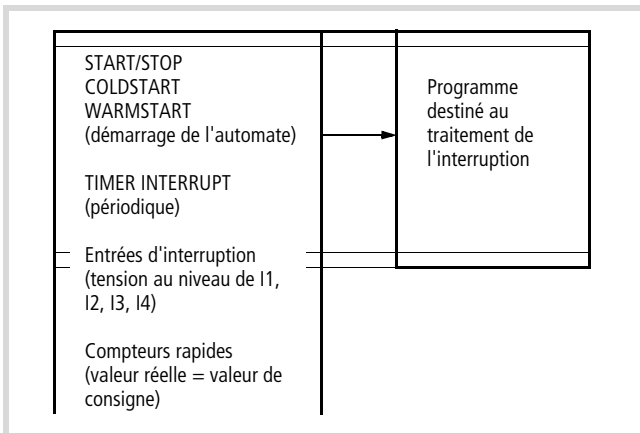 START/STOP
COLDSTART
WARMSTART
(démarrage de l'automate)
TIMER INTERRUPT
(périodique)
Entrées d'interruption
(tension au niveau de I1,
I2, I3, I4)
Compteurs rapides
(valeur réelle = valeur de
consigne)
Programme
destiné au
traitement de
l'interruption